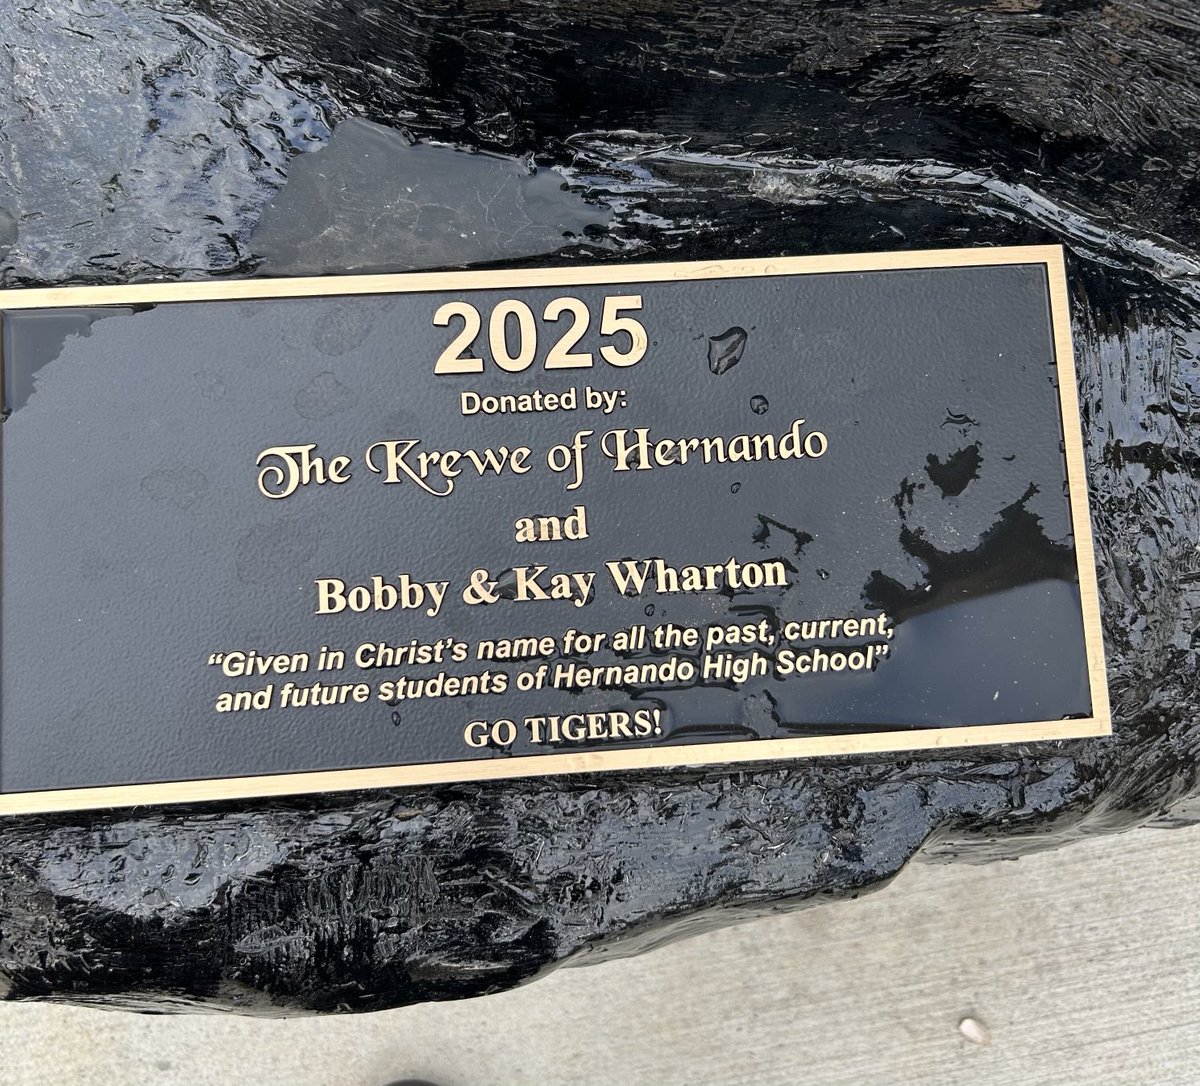 2025
Donated by:
The Krewe of Hernando
and
Bobby & Kay Wharton
“Given in Christ’s name for all the past, current,
and future students of Hernando High School”
GO TIGERS!